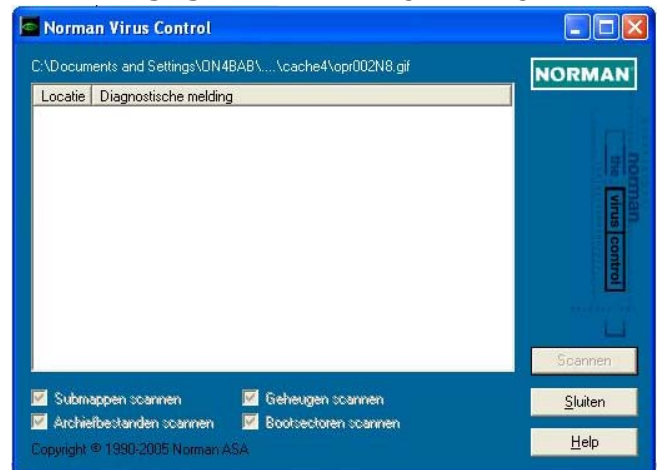 Norman Virus Control
C:\Documents and Settings\ON4BAB\....\cache4\opr002N8.gif
NORMAN
Locatie Diagnostische melding
norman
the virus control
Scannen
Submappen scannen
Geheugen scannen
Sluiten
Archiefbestanden scannen
Bootsectoren scannen
Copyright © 1990-2005 Norman ASA
Help